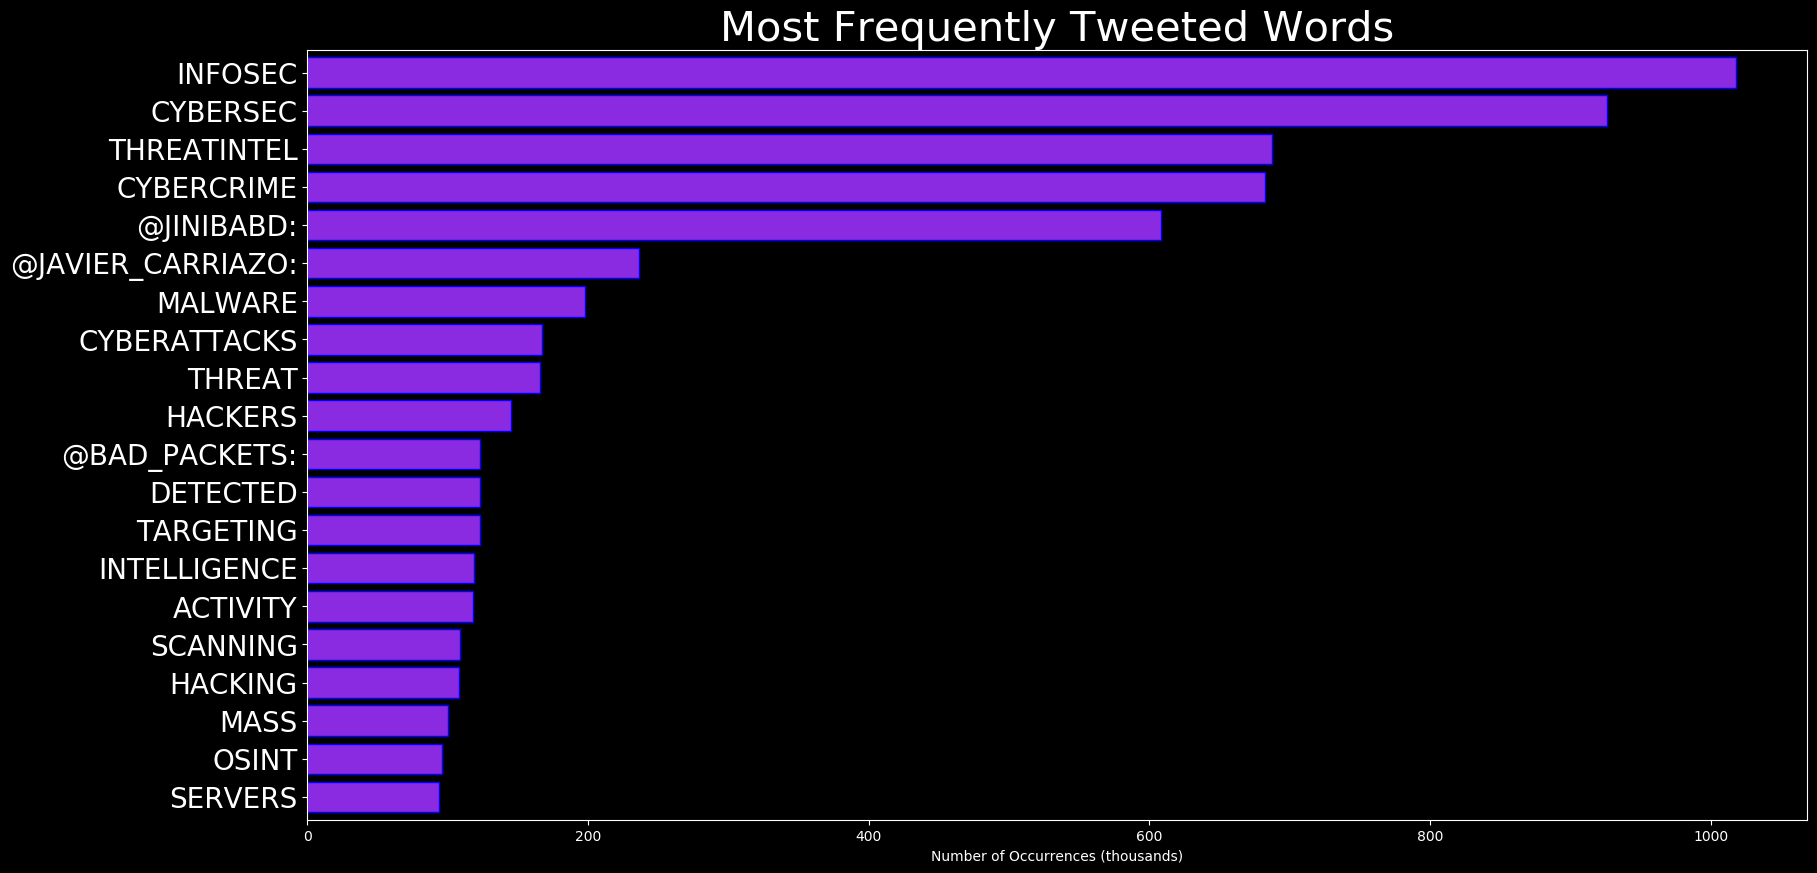 Most Frequently Tweeted Words
INFOSEC
CYBERSEC
THREATINTEL
CYBERCRIME
@JINIBABD:
@JAVIER_CARRIAZO:
MALWARE
CYBERATTACKS
THREAT
HACKERS
@BAD_PACKETS:
DETECTED
TARGETING
INTELLIGENCE
ACTIVITY
SCANNING
HACKING
MASS
OSINT
SERVERS
0 200 400 600 800 1000
Number of Occurrences (thousands)